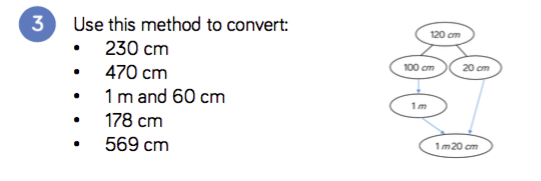 3
Use this method to convert:
• 230 cm
• 470 cm
• 1 m and 60 cm
• 178 cm
• 569 cm
120 cm
100 cm
20 cm
1 m
1 m 20 cm